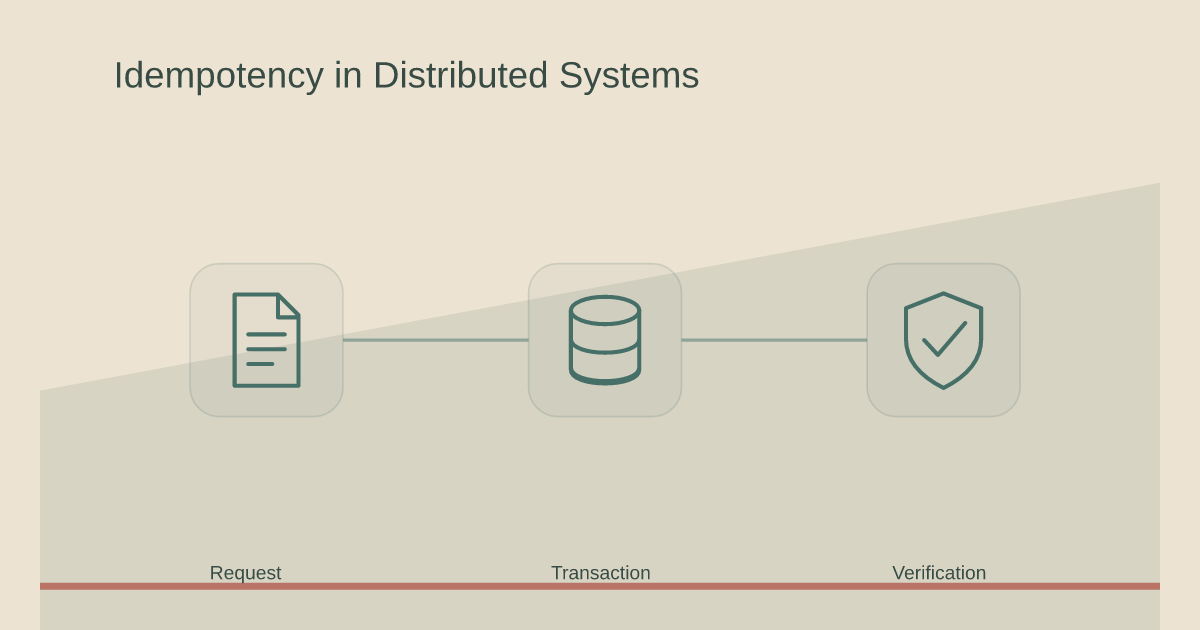 Idempotency in Distributed Systems
Request
Transaction
Verification